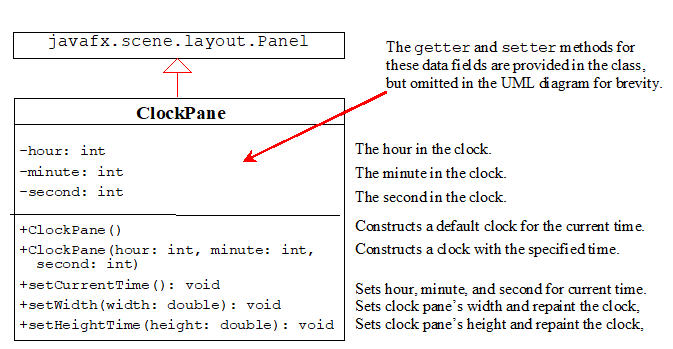 javafx.scene.layout.Panel
The getter and setter methods for
these data fields are provided in the class,
but omitted in the UML diagram for brevity.
ClockPane
-hour: int
The hour in the clock.
-minute: int
The minute in the clock.
-second: int
The second in the clock.
+ClockPane()
Constructs a default clock for the current time.
+ClockPane(hour: int, minute: int,
second: int)
Constructs a clock with the specified time.
+setCurrentTime(): void
Sets hour, minute, and second for current time.
+setWidth(width: double): void
Sets clock pane's width and repaint the clock,
+setHeightTime(height: double): void
Sets clock pane's height and repaint the clock,